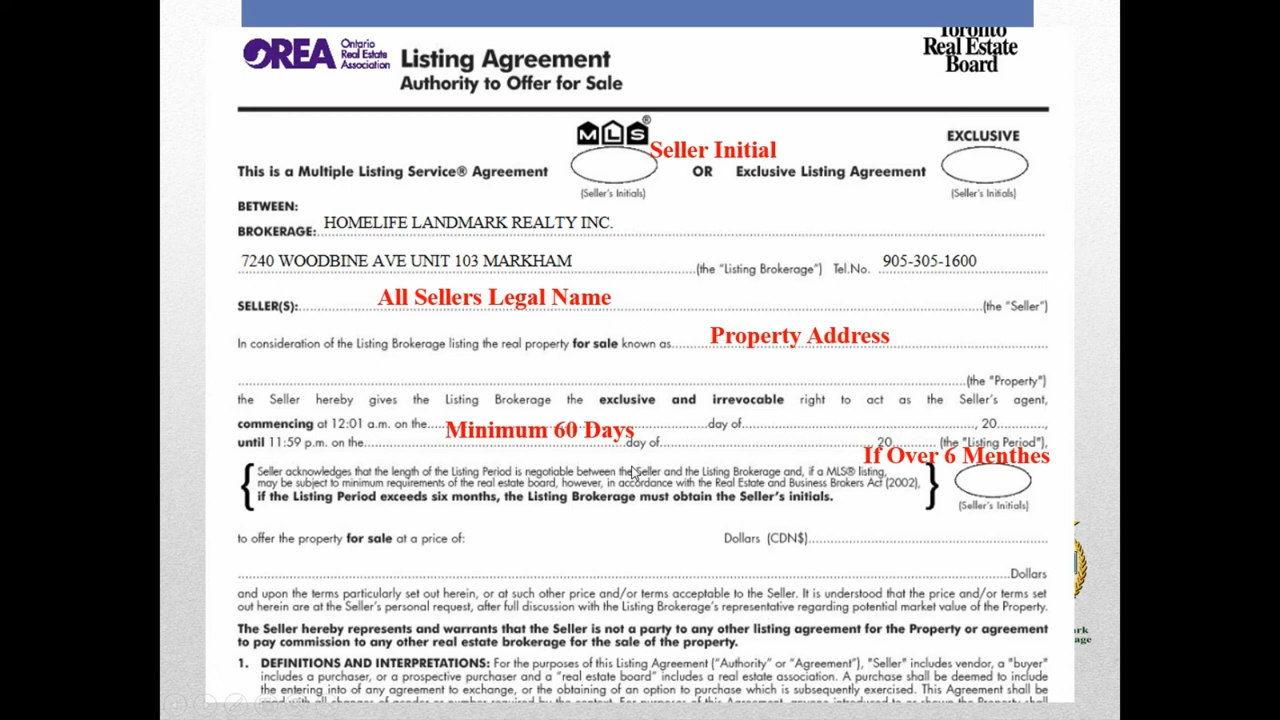 OREA Ontario Real Estate Association
Listing Agreement
Authority to Offer for Sale
Toronto
Real Estate
Board
MLS®
EXCLUSIVE
Seller Initial
This is a Multiple Listing Service® Agreement OR Exclusive Listing Agreement
(Seller's Initials) (Seller's Initials)
BETWEEN:
BROKERAGE: HOMELIFE LANDMARK REALTY INC.
7240 WOODBINE AVE UNIT 103 MARKHAM (the "Listing Brokerage") Tel.No. 905-305-1600
All Sellers Legal Name
SELLER(S): (the "Seller")
Property Address
In consideration of the Listing Brokerage listing the real property for sale known as
(the "Property")
the Seller hereby gives the Listing Brokerage the exclusive and irrevocable right to act as the Seller's agent,
commencing at 12:01 a.m. on the day of , 20 ,
Minimum 60 Days
until 11:59 p.m. on the day of 20 (the "Listing Period"),
If Over 6 Menthes
{ Seller acknowledges that the length of the Listing Period is negotiable between the Seller and the Listing Brokerage and, if a MLS® listing,
may be subject to minimum requirements of the real estate board, however, in accordance with the Real Estate and Business Brokers Act (2002), }
if the Listing Period exceeds six months, the Listing Brokerage must obtain the Seller's initials.
(Seller's Initials)
to offer the property for sale at a price of: Dollars (CDN$)
Dollars
and upon the terms particularly set out herein, or at such other price and/or terms acceptable to the Seller. It is understood that the price and/or terms set
out herein are at the Seller's personal request, after full discussion with the Listing Brokerage's representative regarding potential market value of the Property.
The Seller hereby represents and warrants that the Seller is not a party to any other listing agreement for the Property or agreement
to pay commission to any other real estate brokerage for the sale of the property.
1. DEFINITIONS AND INTERPRETATIONS: For the purposes of this Listing Agreement ("Authority" or "Agreement"), "Seller" includes vendor, a "buyer"
includes a purchaser, or a prospective purchaser and a "real estate board" includes a real estate association. A purchase shall be deemed to include
the entering into of any agreement to exchange, or the obtaining of an option to purchase which is subsequently exercised. This Agreement shall be